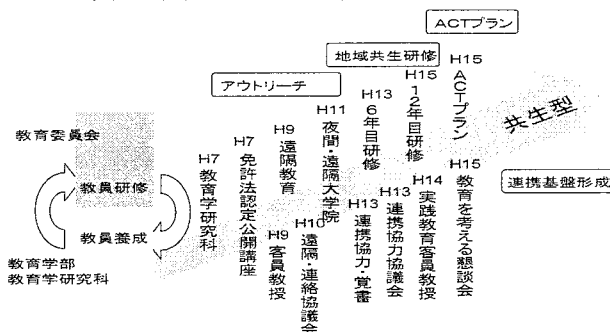 ACTプラン
地域共生研修
アウトリーチ
教育委員会
教員研修
教員養成
教育学部
教育学研究科
H7 教育学研究科
H7 免許法認定公開講座
H9 遠隔教育
H9 客員教授
H10 遠隔・連絡協議会
H11 夜間・遠隔大学院
H13 6年目研修
H13 連携協力・覚書
H13 連携協力協議会
H15 12年目研修
H14 実践教育客員教授
H15 ACTプラン
H15 教育を考える懇談会
共生型
連携基盤形成